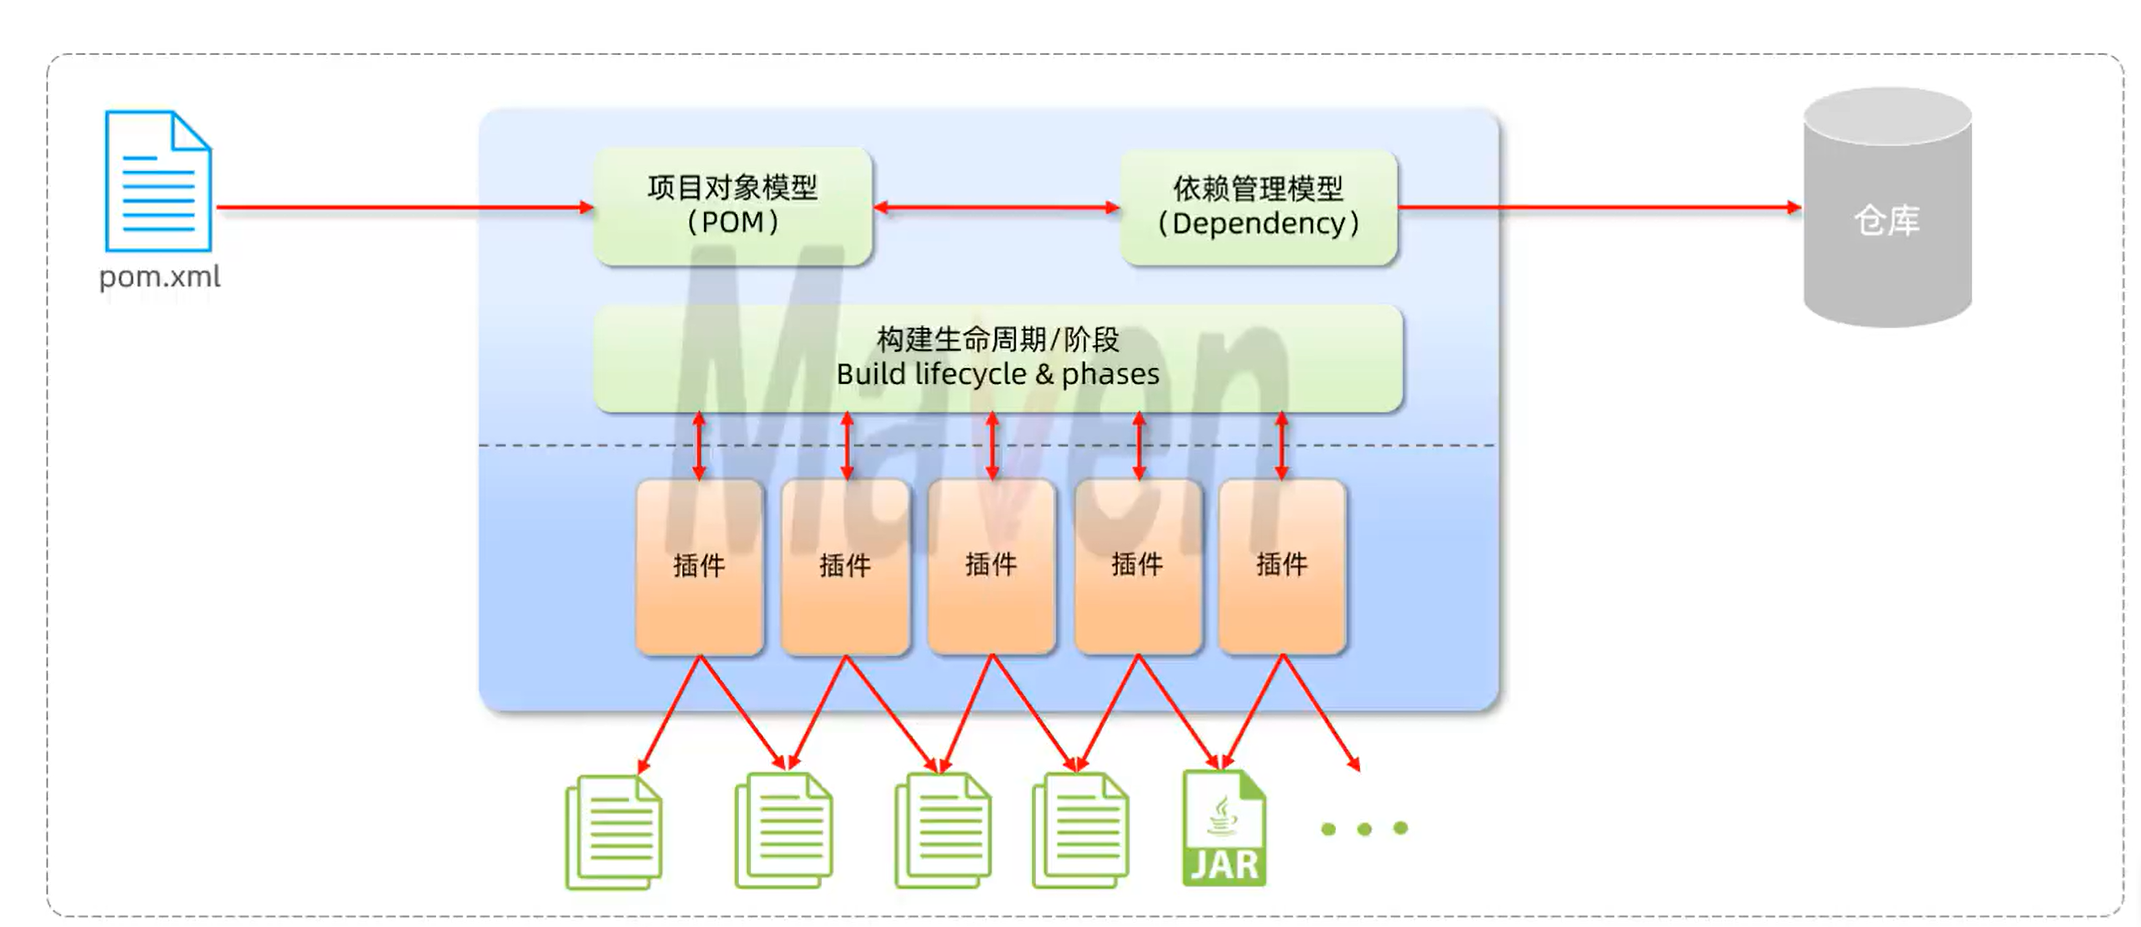 pom.xml
项目对象模型
（POM）
依赖管理模型
（Dependency）
仓库
构建生命周期/阶段
Build lifecycle & phases
Maven
插件
插件
插件
插件
插件
JAR